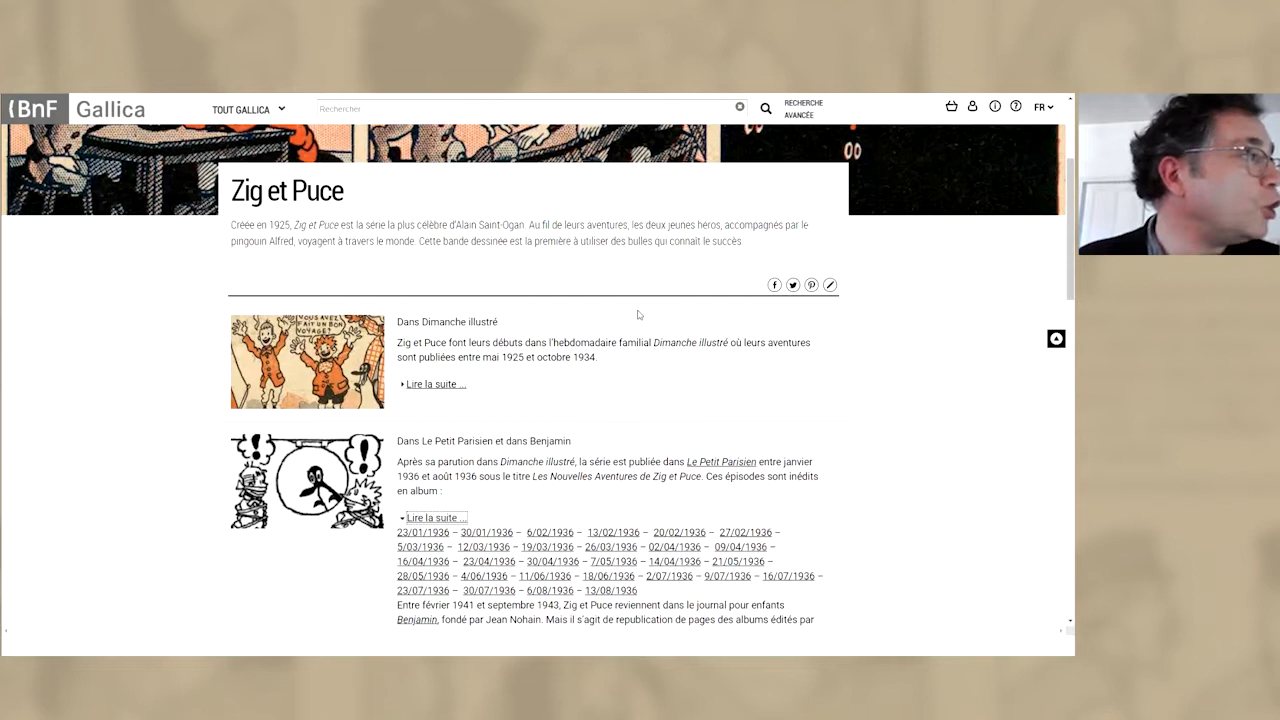 {BnF Gallica
TOUT GALLICA
Rechercher
RECHERCHE
AVANCÉE
FR
00
Zig et Puce
Créée en 1925, Zig et Puce est la série la plus célèbre d'Alain Saint-Ogan. Au fil de leurs aventures, les deux jeunes héros, accompagnés par le
pingouin Alfred, voyagent à travers le monde. Cette bande dessinée est la première à utiliser des bulles qui connaît le succès
VOUS AVEZ
FAIT UN BON
VOYAGE?
Dans Dimanche illustré
Zig et Puce font leurs débuts dans l'hebdomadaire familial Dimanche illustré où leurs aventures
sont publiées entre mai 1925 et octobre 1934.
Lire la suite ...
! !
Dans Le Petit Parisien et dans Benjamin
Après sa parution dans Dimanche illustré, la série est publiée dans Le Petit Parisien entre janvier
1936 et août 1936 sous le titre Les Nouvelles Aventures de Zig et Puce. Ces épisodes sont inédits
en album :
Lire la suite ...
23/01/1936 – 30/01/1936 – 6/02/1936 – 13/02/1936 – 20/02/1936 – 27/02/1936 –
5/03/1936 – 12/03/1936 – 19/03/1936 – 26/03/1936 – 02/04/1936 – 09/04/1936 –
16/04/1936 – 23/04/1936 – 30/04/1936 – 7/05/1936 – 14/04/1936 – 21/05/1936 –
28/05/1936 – 4/06/1936 – 11/06/1936 – 18/06/1936 – 2/07/1936 – 9/07/1936 – 16/07/1936 –
23/07/1936 – 30/07/1936 – 6/08/1936 – 13/08/1936
Entre février 1941 et septembre 1943, Zig et Puce reviennent dans le journal pour enfants
Benjamin, fondé par Jean Nohain. Mais il s'agit de republication de pages des albums édités par